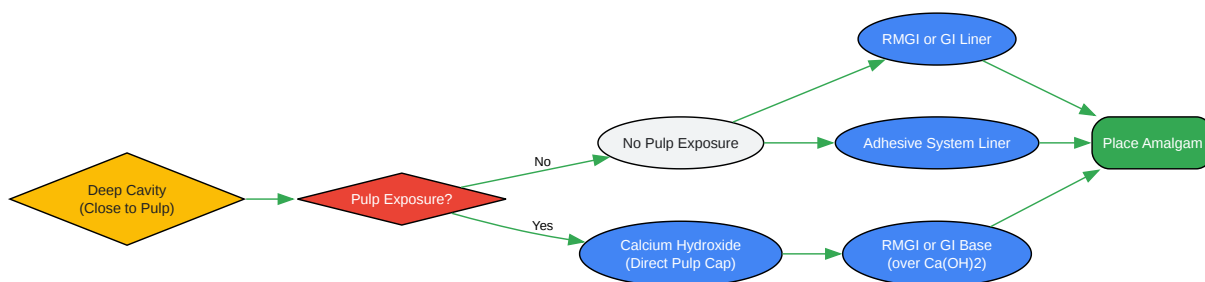 Deep Cavity
(Close to Pulp)
Pulp Exposure?
No
Yes
No Pulp Exposure
Calcium Hydroxide
(Direct Pulp Cap)
RMGI or GI Liner
Adhesive System Liner
RMGI or GI Base
(over Ca(OH)2)
Place Amalgam